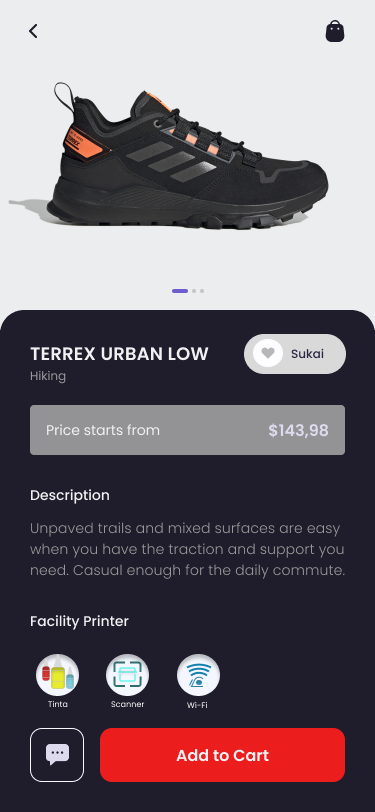 TERREX URBAN LOW
Sukai
Hiking
Price starts from $143,98
Description
Unpaved trails and mixed surfaces are easy
when you have the traction and support you
need. Casual enough for the daily commute.
Facility Printer
Tinta Scanner Wi-Fi
Add to Cart